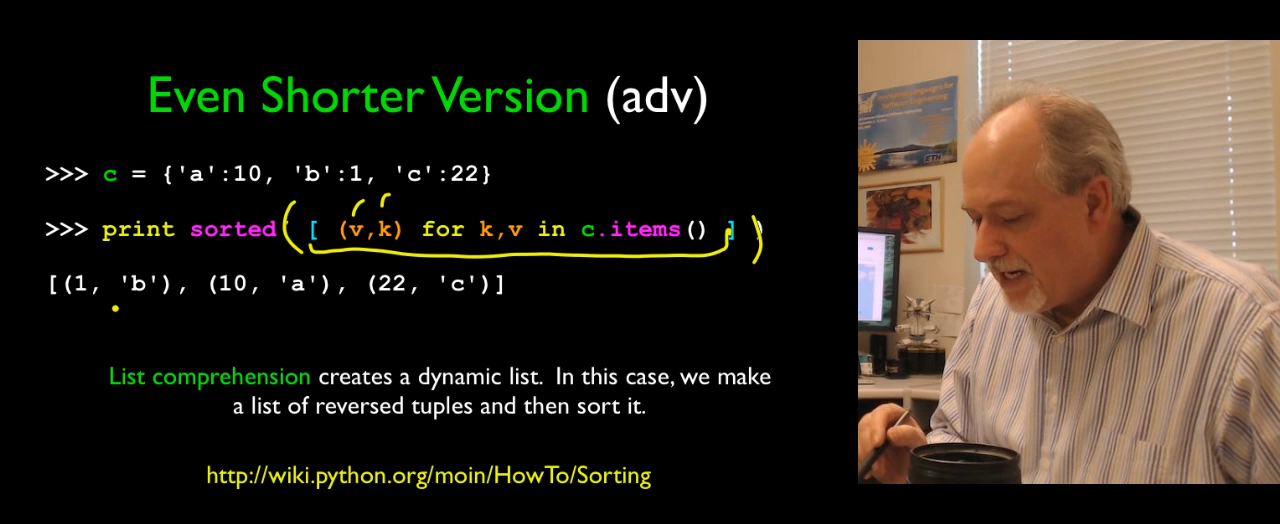 Even Shorter Version (adv)
>>> c = {'a':10, 'b':1, 'c':22}
>>> print sorted( [ (v,k) for k,v in c.items() ] )
[(1, 'b'), (10, 'a'), (22, 'c')]
List comprehension creates a dynamic list. In this case, we make
a list of reversed tuples and then sort it.
http://wiki.python.org/moin/HowTo/Sorting